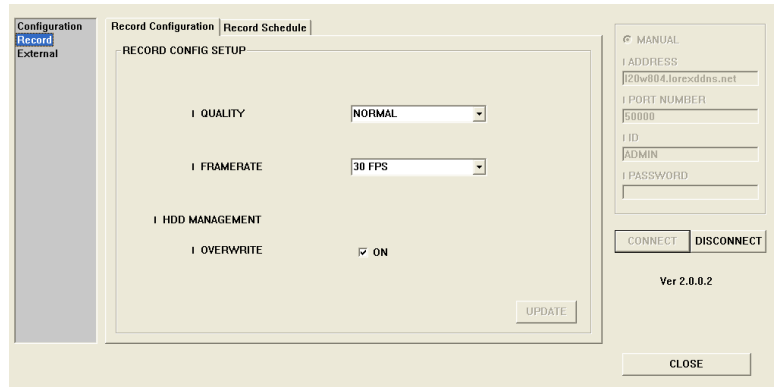 Configuration
Record
External
Record Configuration
Record Schedule
RECORD CONFIG SETUP
QUALITY
NORMAL
FRAMERATE
30 FPS
HDD MANAGEMENT
OVERWRITE
ON
UPDATE
MANUAL
ADDRESS
l20w804.lorexddns.net
PORT NUMBER
50000
ID
ADMIN
PASSWORD
CONNECT
DISCONNECT
Ver 2.0.0.2
CLOSE